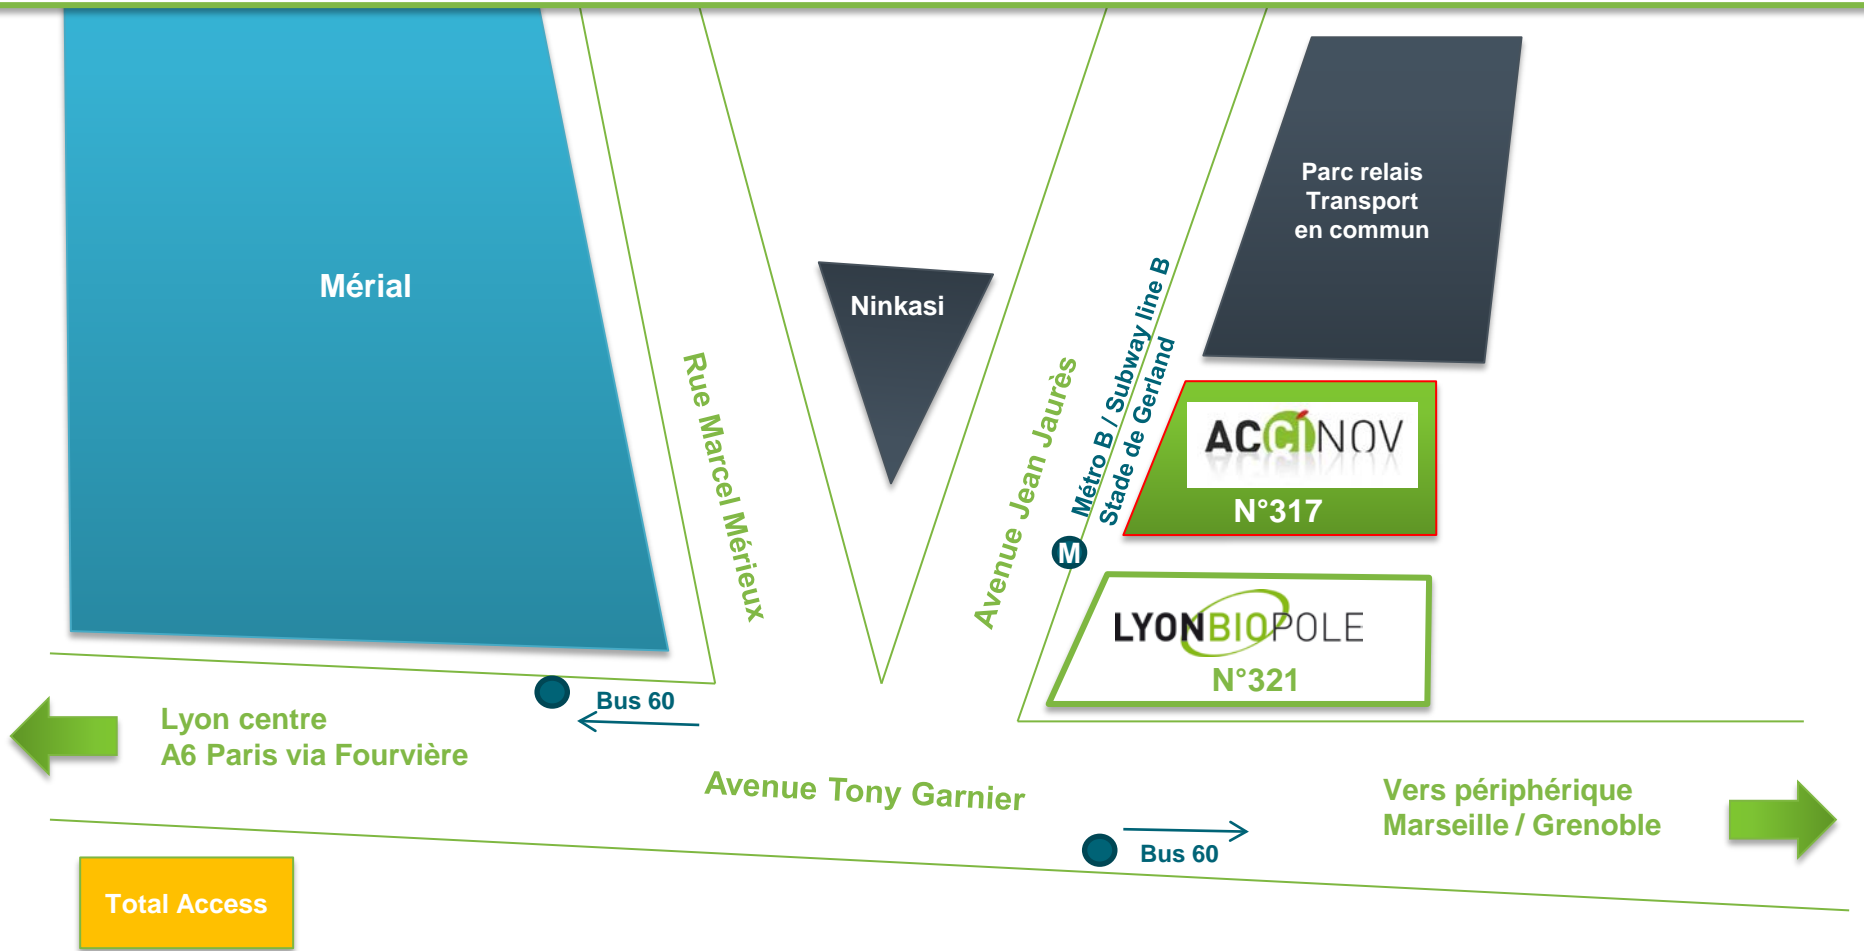 Parc relais
Transport
en commun
Mérial
Ninkasi
Rue Marcel Mérieux
Avenue Jean Jaurès
Métro B / Subway line B
Stade de Gerland
M
ACCINOV
N°317
LYONBIOPOLE
N°321
Bus 60
Lyon centre
A6 Paris via Fourvière
Avenue Tony Garnier
Vers périphérique
Marseille / Grenoble
Bus 60
Total Access